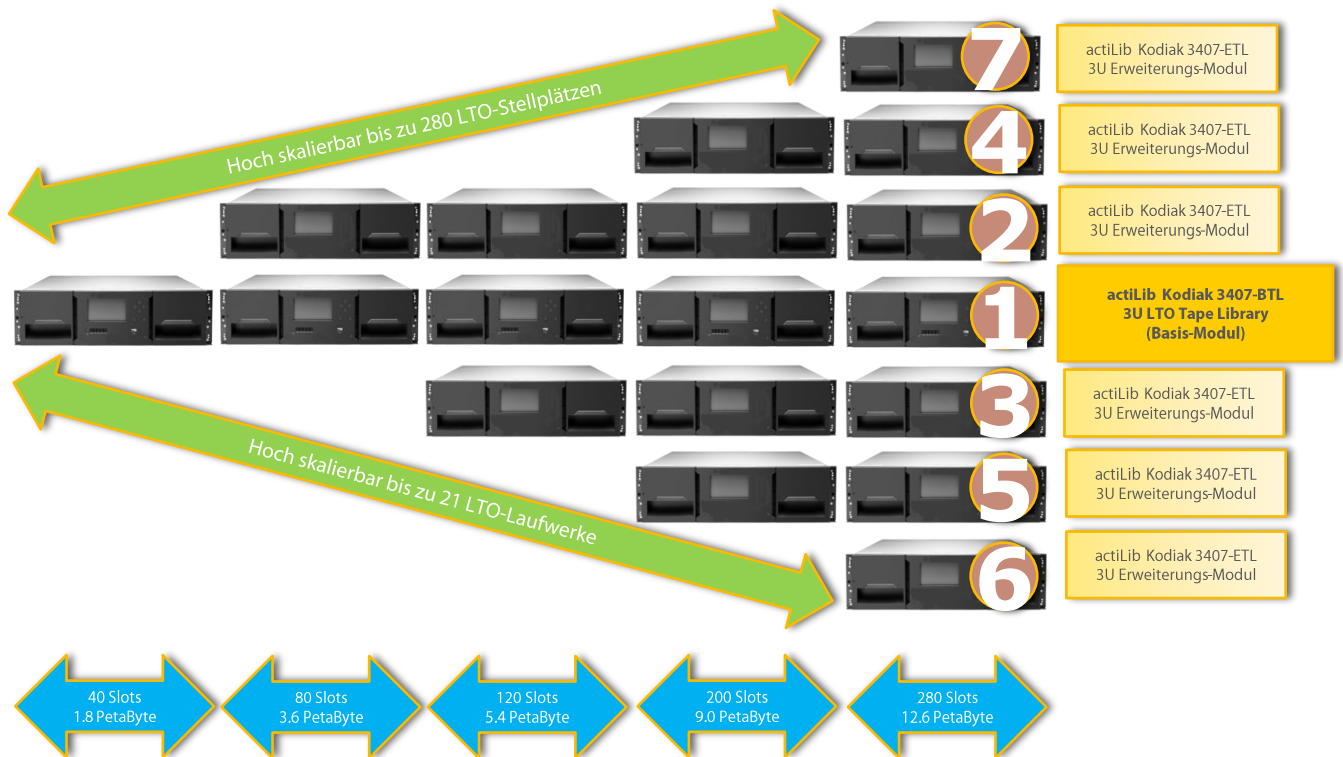 7
actiLib Kodiak 3407-ETL
3U Erweiterungs-Modul
Hoch skalierbar bis zu 280 LTO-Stellplätzen
4
actiLib Kodiak 3407-ETL
3U Erweiterungs-Modul
2
actiLib Kodiak 3407-ETL
3U Erweiterungs-Modul
1
actiLib Kodiak 3407-BTL
3U LTO Tape Library
(Basis-Modul)
3
actiLib Kodiak 3407-ETL
3U Erweiterungs-Modul
Hoch skalierbar bis zu 21 LTO-Laufwerke
5
actiLib Kodiak 3407-ETL
3U Erweiterungs-Modul
6
actiLib Kodiak 3407-ETL
3U Erweiterungs-Modul
40 Slots
1.8 PetaByte
80 Slots
3.6 PetaByte
120 Slots
5.4 PetaByte
200 Slots
9.0 PetaByte
280 Slots
12.6 PetaByte